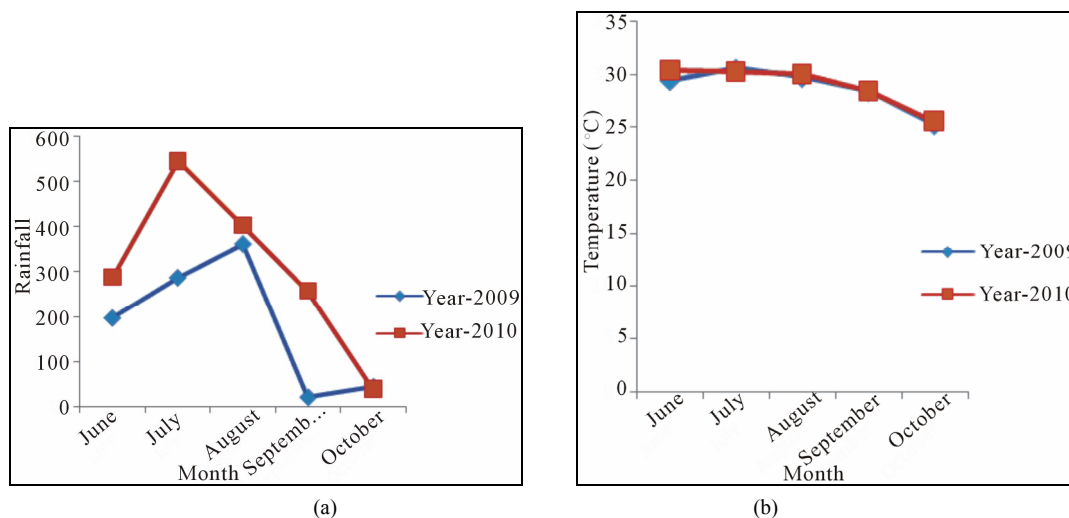 600
500
400
300
200
100
0
Rainfall
June
July
August
Septemb...
October
Month
Year-2009
Year-2010
(a)
35
30
25
20
15
10
5
0
Temperature (°C)
June
July
August
September
October
Month
Year-2009
Year-2010
(b)